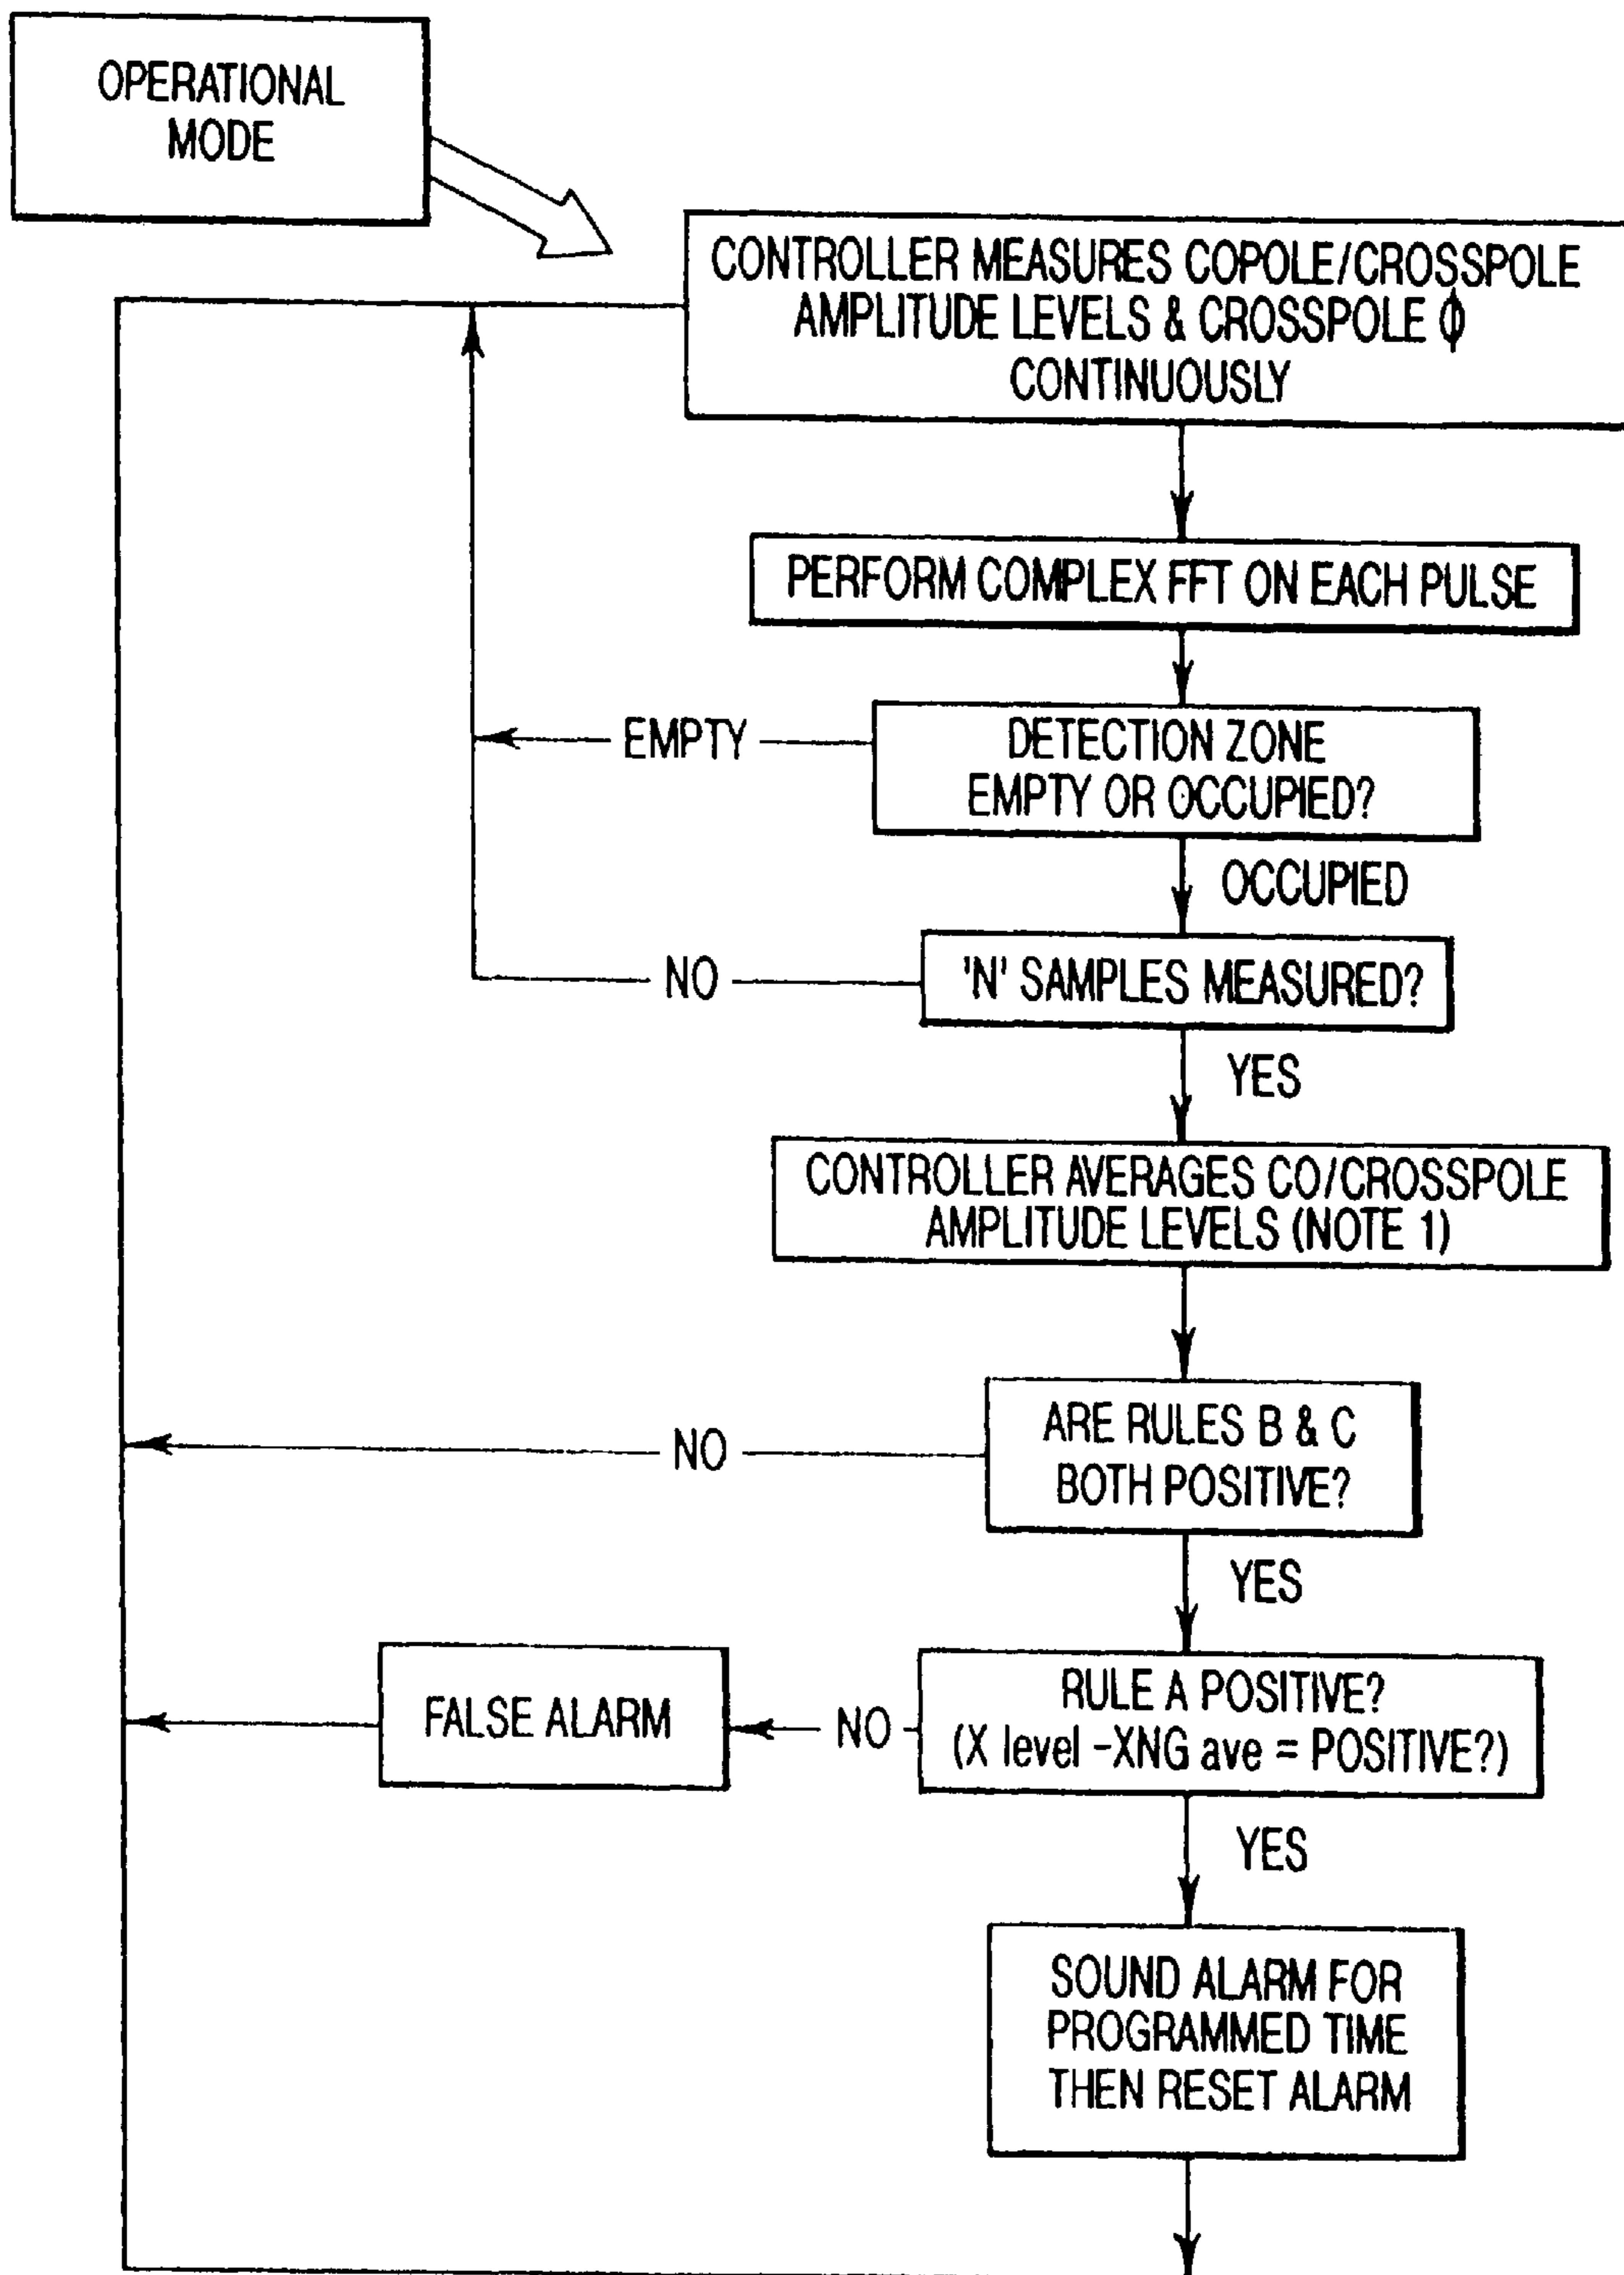 OPERATIONAL
MODE
CONTROLLER MEASURES COPOLE/CROSSPOLE
AMPLITUDE LEVELS & CROSSPOLE ϕ
CONTINUOUSLY
PERFORM COMPLEX FFT ON EACH PULSE
EMPTY
DETECTION ZONE
EMPTY OR OCCUPIED?
OCCUPIED
NO
'N' SAMPLES MEASURED?
YES
CONTROLLER AVERAGES CO/CROSSPOLE
AMPLITUDE LEVELS (NOTE 1)
NO
ARE RULES B & C
BOTH POSITIVE?
YES
FALSE ALARM
NO
RULE A POSITIVE?
(X level -XNG ave = POSITIVE?)
YES
SOUND ALARM FOR
PROGRAMMED TIME
THEN RESET ALARM